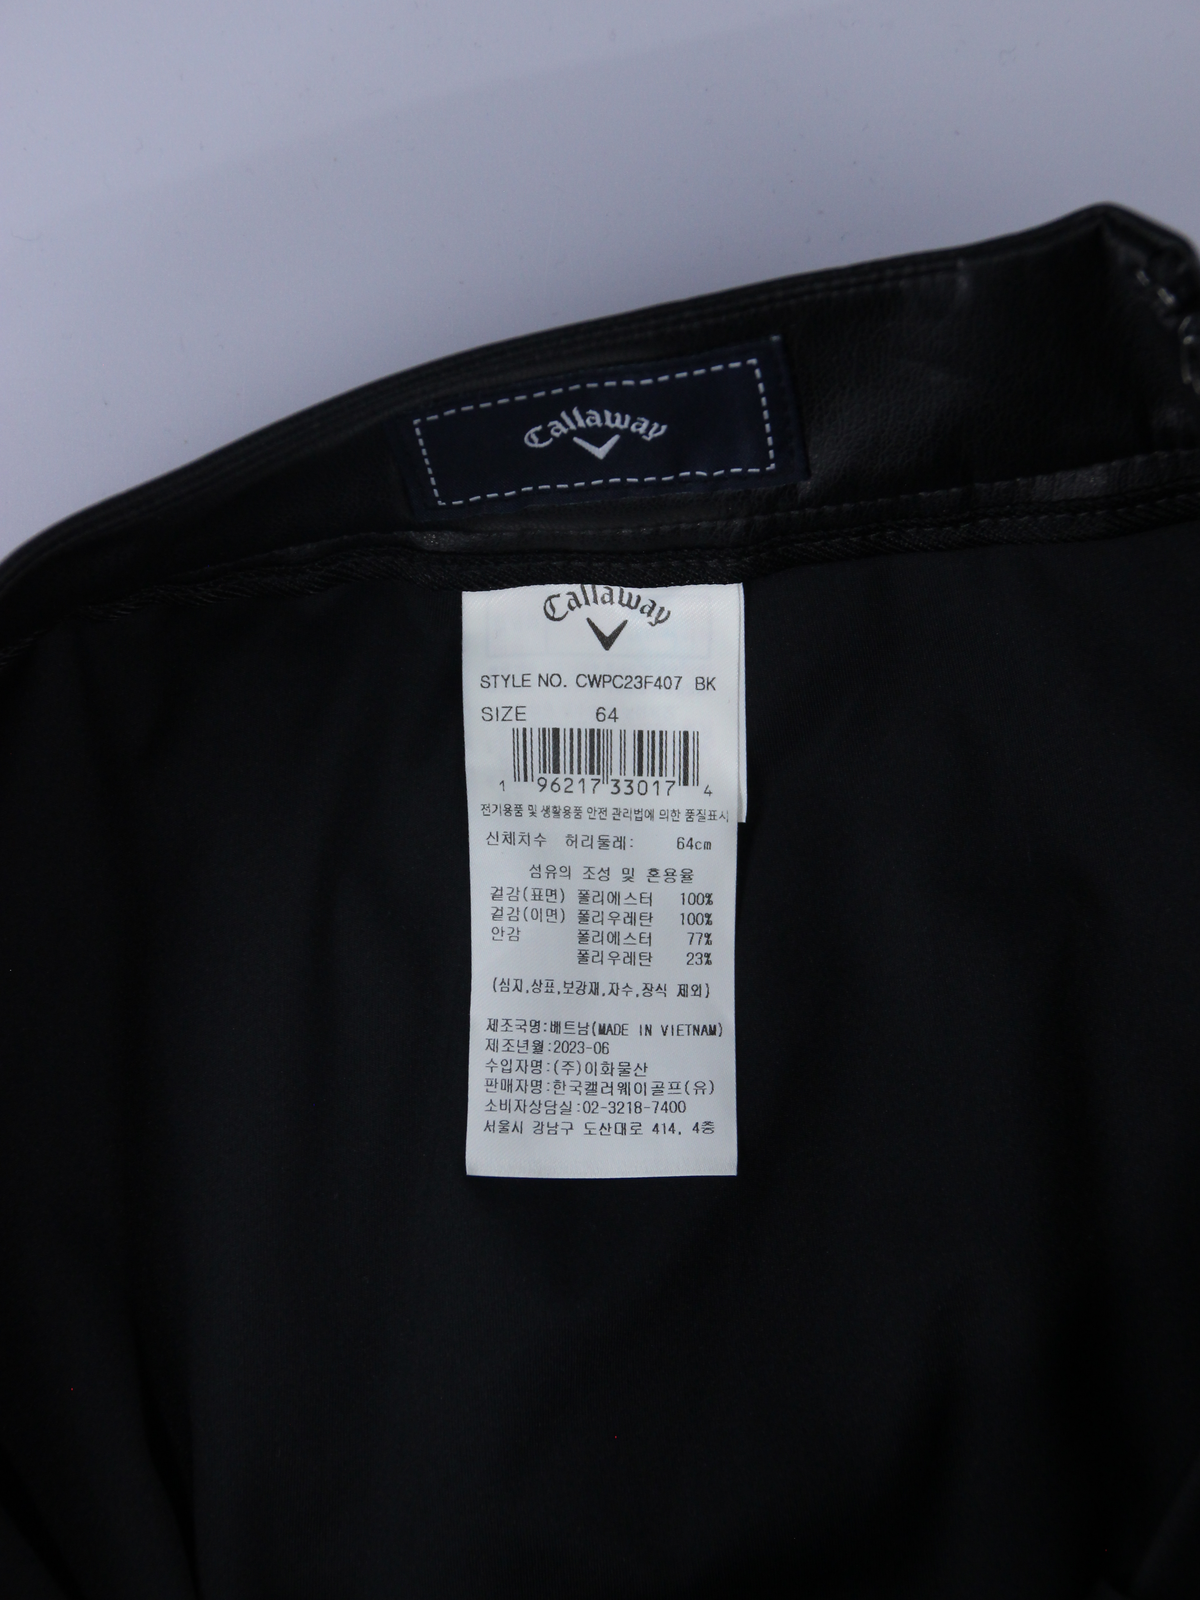 Callaway
Callaway
STYLE NO. CWPC23F407 BK
SIZE 64
1 96217 33017 4
전기용품 및 생활용품 안전 관리법에 의한 품질표시
신체치수 허리둘레: 64cm
섬유의 조성 및 혼용율
겉감(표면) 폴리에스터 100%
겉감(이면) 폴리우레탄 100%
안감 폴리에스터 77%
폴리우레탄 23%
(심지,상표,보강재,자수,장식 제외)
제조국명:베트남(MADE IN VIETNAM)
제조년월:2023-06
수입자명:(주)이화물산
판매자명:한국캘러웨이골프(유)
소비자상담실:02-3218-7400
서울시 강남구 도산대로 414, 4층